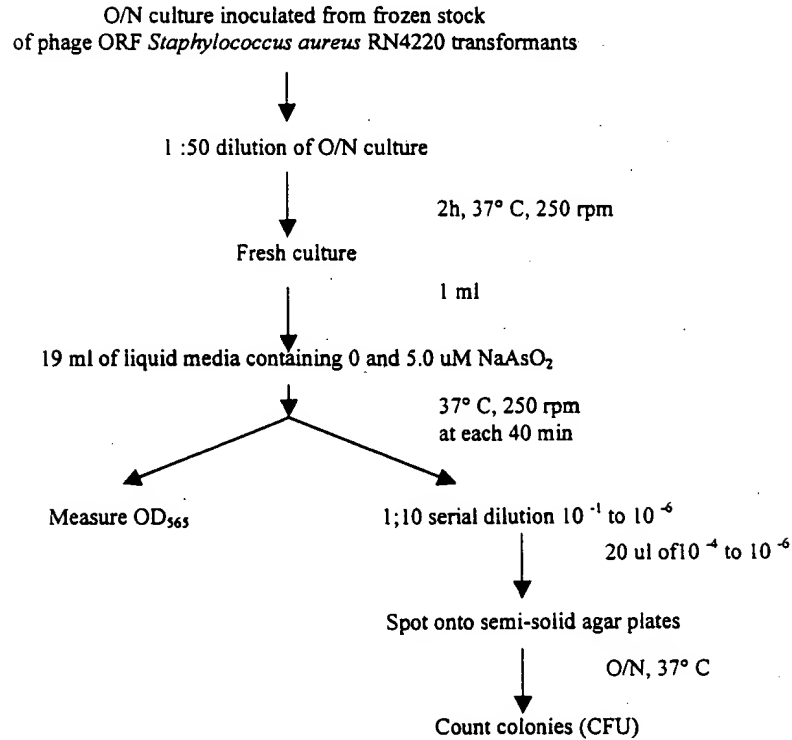 O/N culture inoculated from frozen stock
of phage ORF Staphylococcus aureus RN4220 transformants
1 :50 dilution of O/N culture
2h, 37° C, 250 rpm
Fresh culture
1 ml
19 ml of liquid media containing 0 and 5.0 uM NaAsO₂
37° C, 250 rpm
at each 40 min
Measure OD₅₆₅
1;10 serial dilution 10⁻¹ to 10⁻⁶
20 ul of10⁻⁴ to 10⁻⁶
Spot onto semi-solid agar plates
O/N, 37° C
Count colonies (CFU)